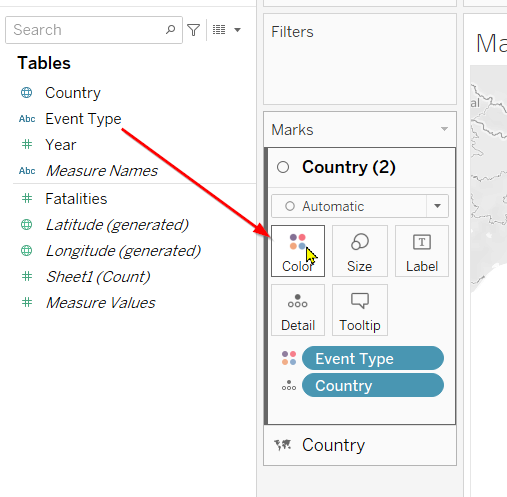 Search
Tables
Country
Abc Event Type
Year
Abc Measure Names
Fatalities
Latitude (generated)
Longitude (generated)
Sheet1 (Count)
Measure Values
Filters
Marks
Country (2)
Automatic
Color Size Label
T
Detail Tooltip
Event Type
Country
Country
Ma
al